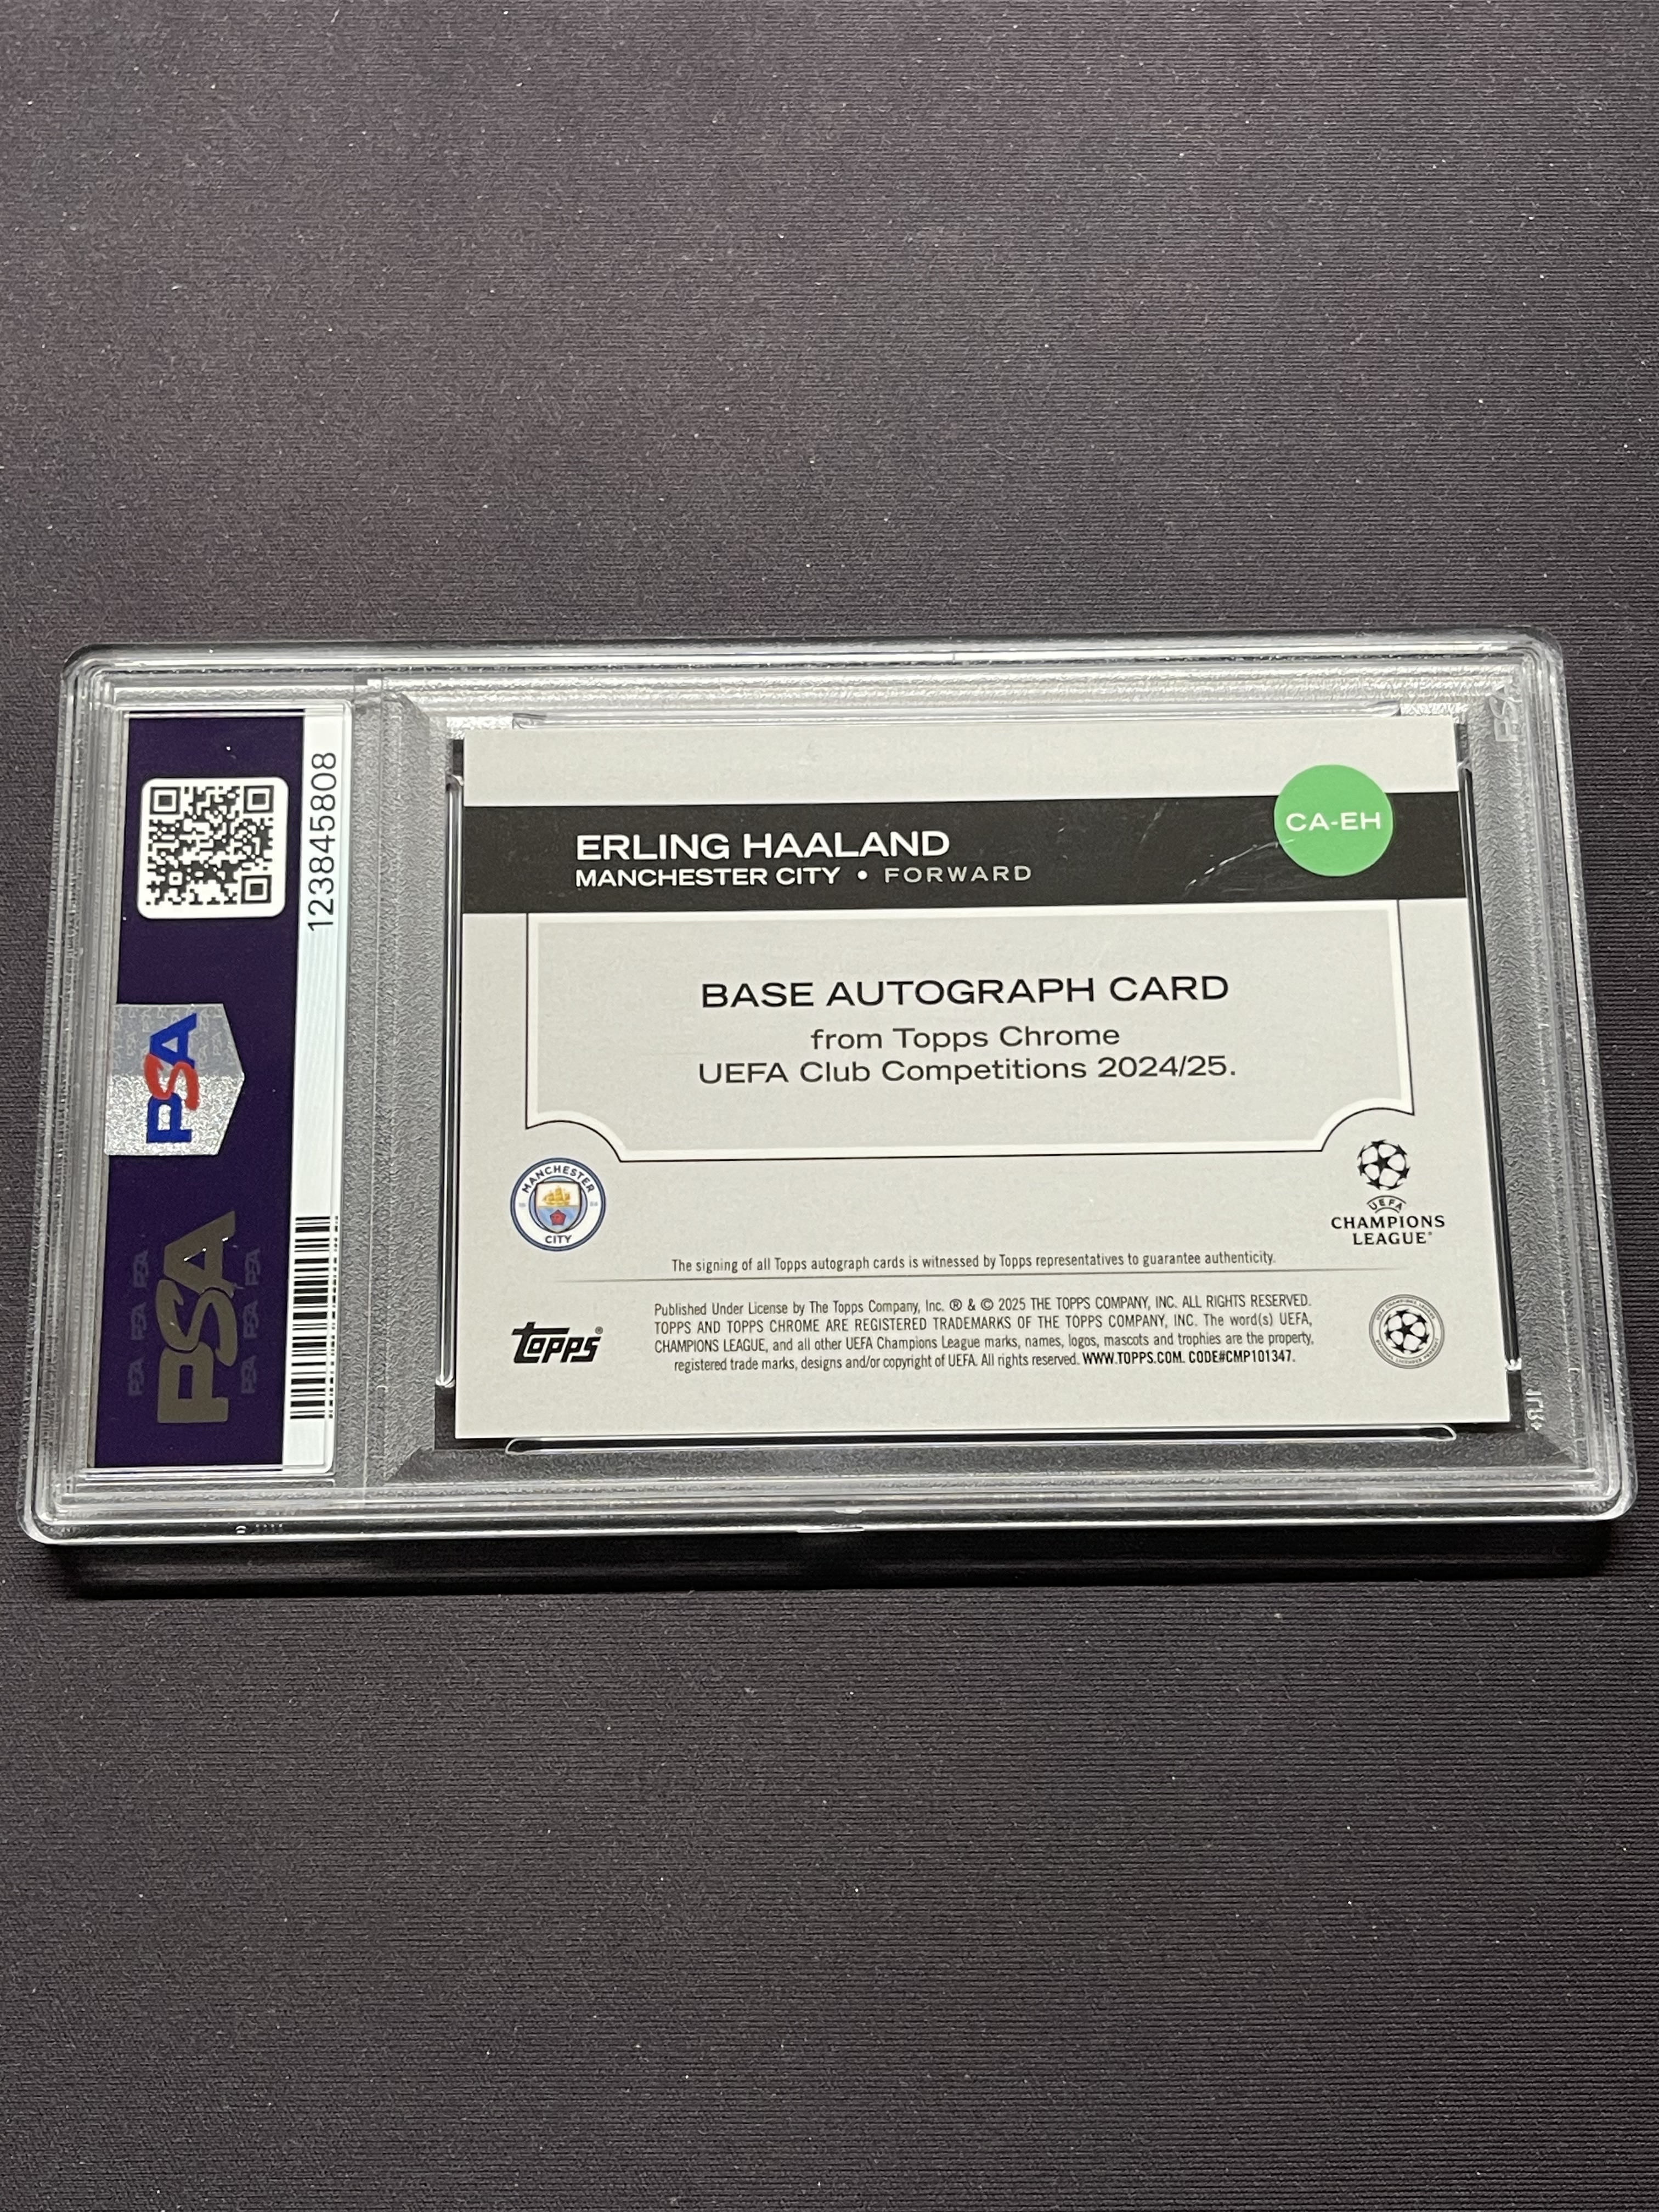 123845808
PSA
PSA
ERLING HAALAND
MANCHESTER CITY • FORWARD
CA-EH
BASE AUTOGRAPH CARD
from Topps Chrome
UEFA Club Competitions 2024/25.
MANCHESTER
CITY
UEFA
CHAMPIONS
LEAGUE®
The signing of all Topps autograph cards is witnessed by Topps representatives to guarantee authenticity.
topps®
Published Under License by The Topps Company, Inc. ® & © 2025 THE TOPPS COMPANY, INC. ALL RIGHTS RESERVED.
TOPPS AND TOPPS CHROME ARE REGISTERED TRADEMARKS OF THE TOPPS COMPANY, INC. The word(s) UEFA,
CHAMPIONS LEAGUE, and all other UEFA Champions League marks, names, logos, mascots and trophies are the property,
registered trade marks, designs and/or copyright of UEFA. All rights reserved. WWW.TOPPS.COM. CODE#CMP101347.